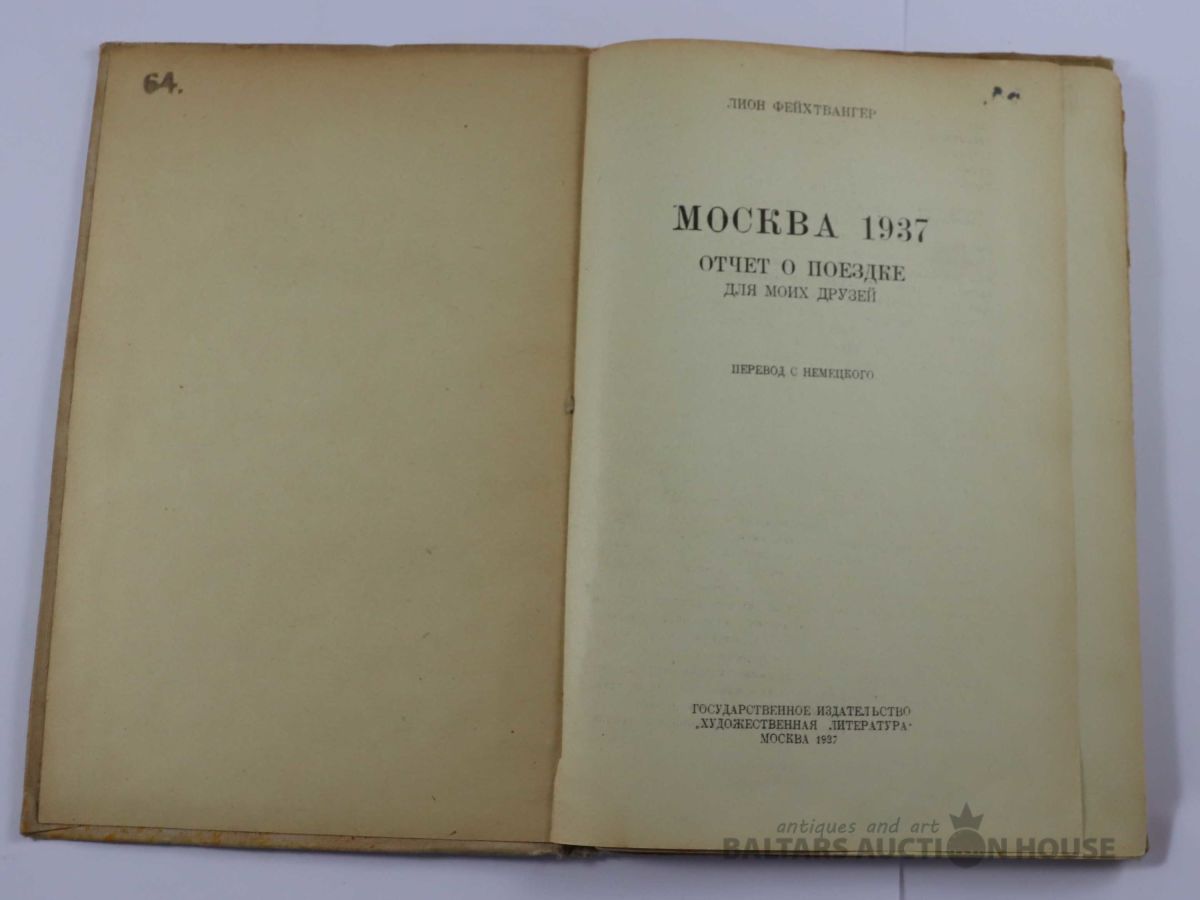 64.
ЛИОН ФЕЙХТВАНГЕР
МОСКВА 1937
ОТЧЕТ О ПОЕЗДКЕ
ДЛЯ МОИХ ДРУЗЕЙ
ПЕРЕВОД С НЕМЕЦКОГО
ГОСУДАРСТВЕННОЕ ИЗДАТЕЛЬСТВО
„ХУДОЖЕСТВЕННАЯ ЛИТЕРАТУРА“
МОСКВА 1937
antiques and art
BALTARS AUCTION HOUSE